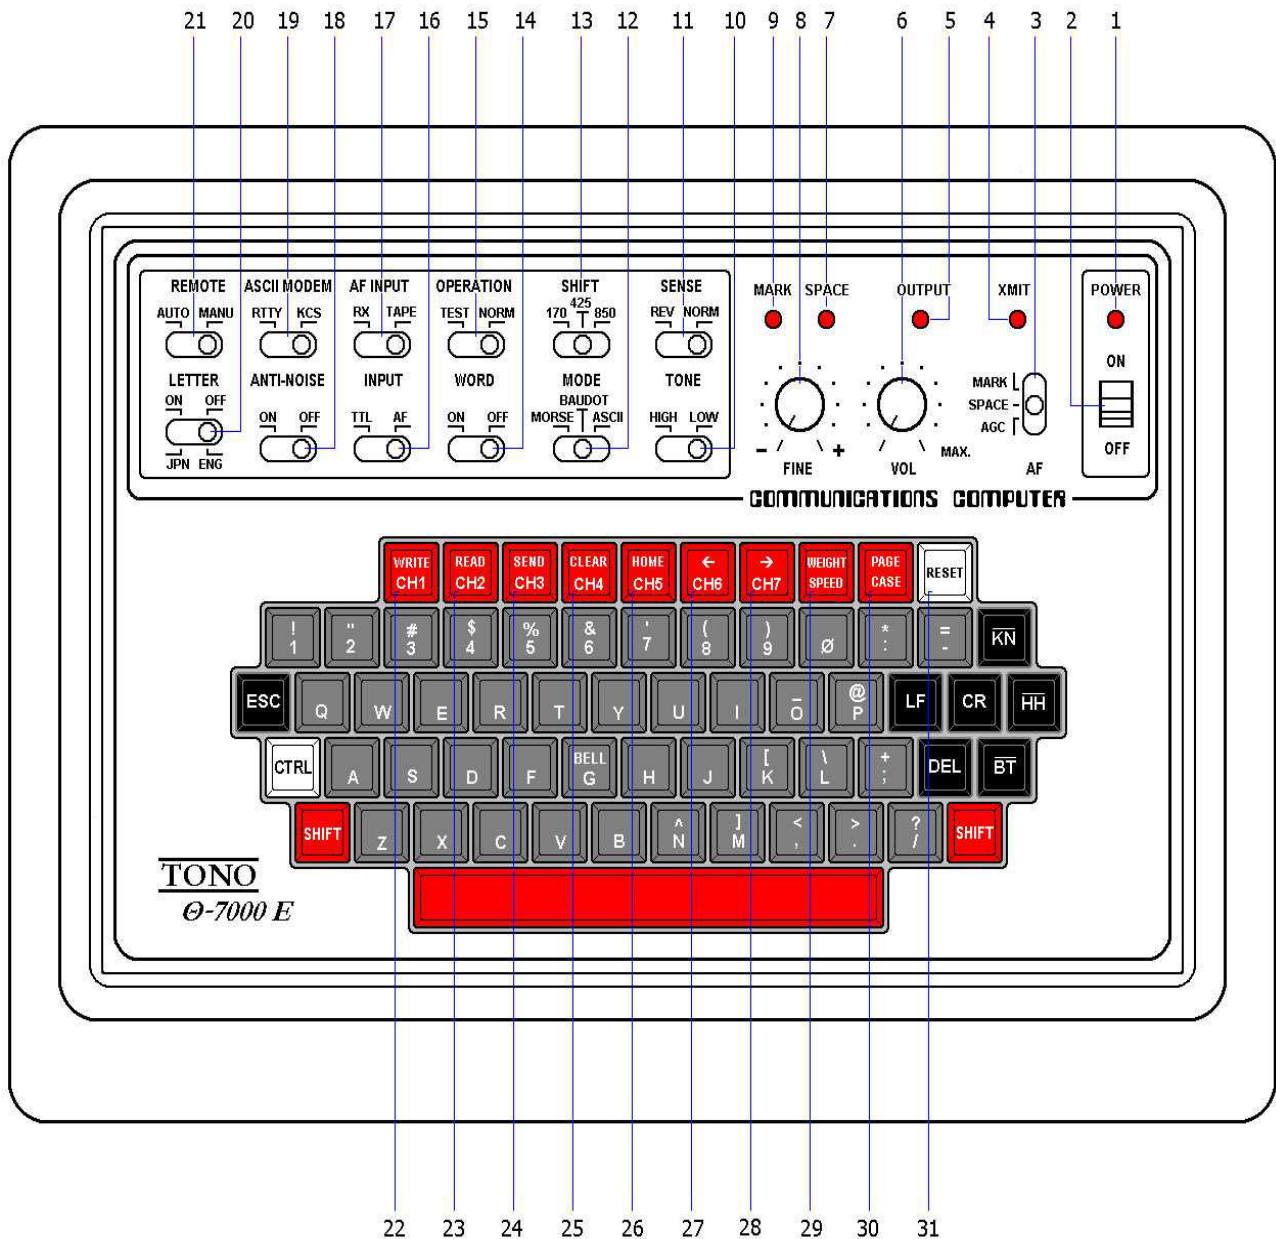 21 20 19 18 17 16 15 14 13 12 11 10 9 8 7 6 5 4 3 2 1
REMOTE ASCII MODEM AF INPUT OPERATION SHIFT SENSE MARK SPACE OUTPUT XMIT POWER
425
AUTO MANU RTTY KCS RX TAPE TEST NORM 170 850 REV NORM
ON
LETTER ANTI-NOISE INPUT WORD MODE TONE MARK
BAUDOT
ON OFF SPACE
ON OFF TTL AF ON OFF MORSE ASCII HIGH LOW AGC
- + MAX. OFF
JPN ENG FINE VOL AF
COMMUNICATIONS COMPUTER
WRITE READ SEND CLEAR HOME ← → WEIGHT PAGE RESET
CH1 CH2 CH3 CH4 CH5 CH6 CH7 SPEED CASE
! " # $ % & ' ( ) * = K̅N̅
1 2 3 4 5 6 7 8 9 Ø : -
ESC Q W E R T Y U I O̅ @ P LF CR H̅H̅
CTRL A S D F BELL G H J [ K \ L + ; DEL B̅T̅
SHIFT Z X C V B ^ N ] M < , > . ? / SHIFT
TONO
Θ-7000 E
22 23 24 25 26 27 28 29 30 31